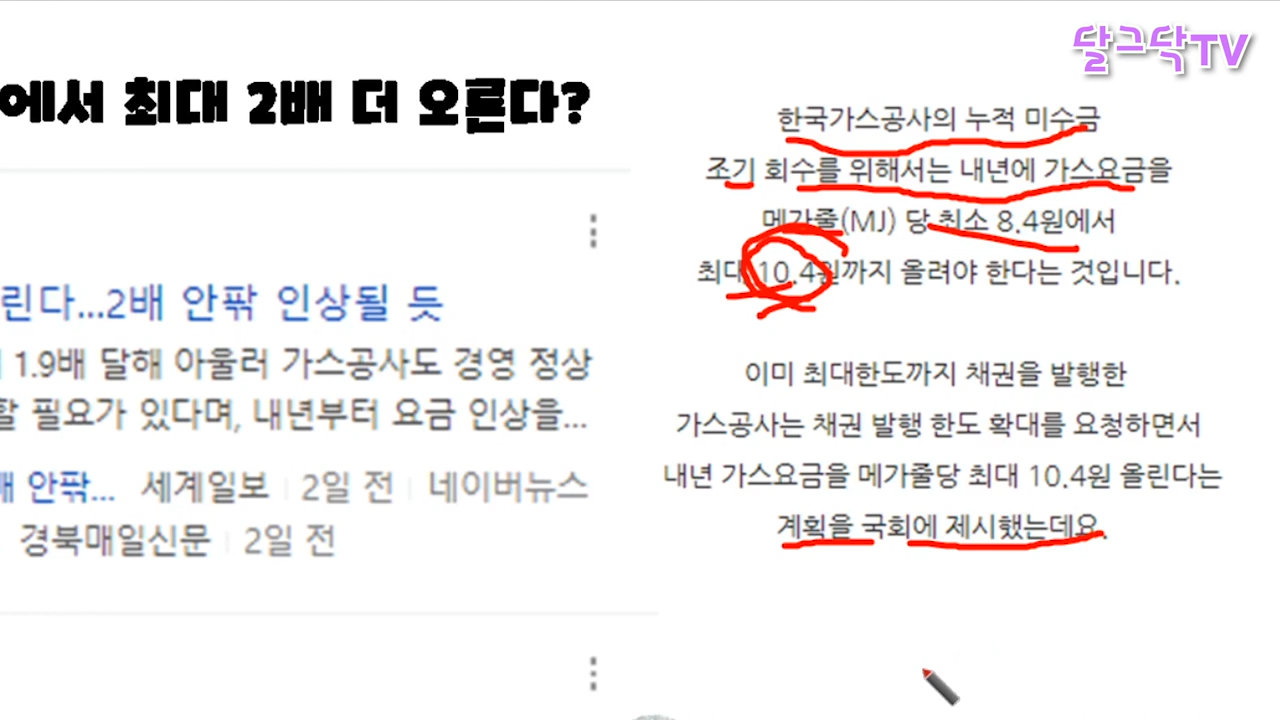 달그닥TV
에서 최대 2배 더 오른다?
린다...2배 안팎 인상될 듯
1.9배 달해 아울러 가스공사도 경영 정상
할 필요가 있다며, 내년부터 요금 인상을...
배 안팎... 세계일보 2일 전 네이버뉴스
경북매일신문 2일 전
한국가스공사의 누적 미수금
조기 회수를 위해서는 내년에 가스요금을
메가줄(MJ) 당 최소 8.4원에서
최대 10.4원까지 올려야 한다는 것입니다.
이미 최대한도까지 채권을 발행한
가스공사는 채권 발행 한도 확대를 요청하면서
내년 가스요금을 메가줄당 최대 10.4원 올린다는
계획을 국회에 제시했는데요.